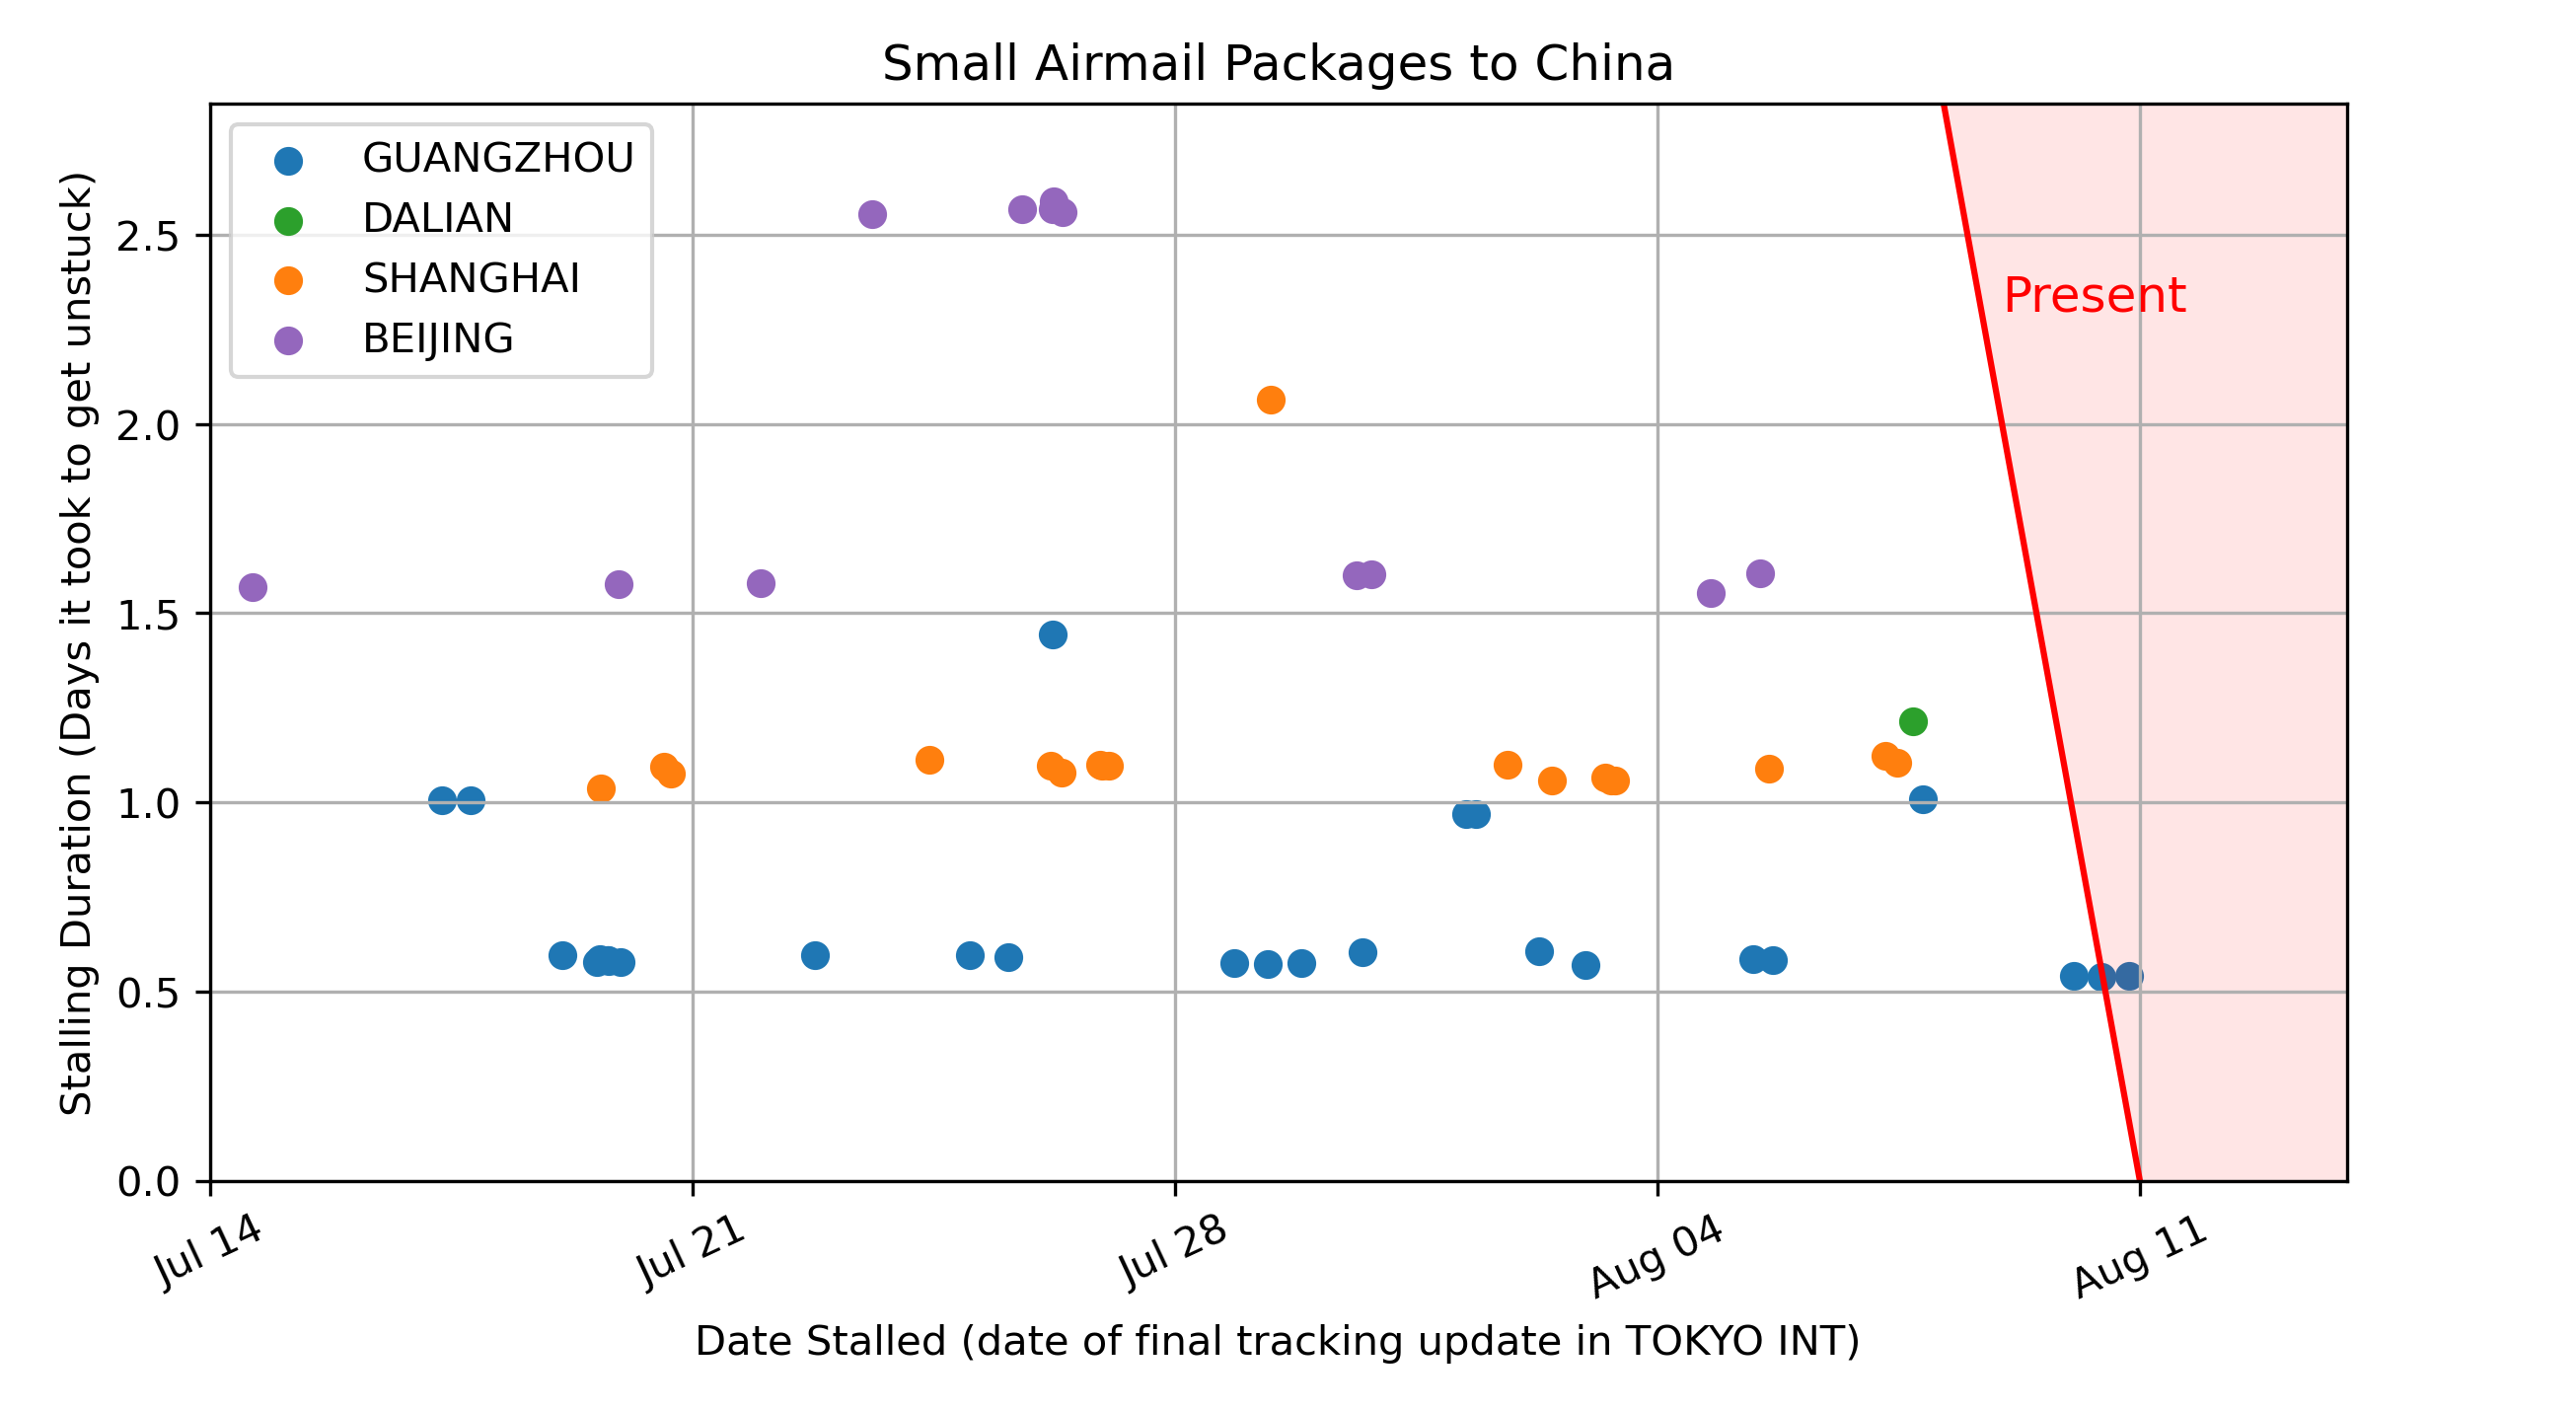 Small Airmail Packages to China
GUANGZHOU
DALIAN
SHANGHAI
BEIJING
Present
Stalling Duration (Days it took to get unstuck)
2.5
2.0
1.5
1.0
0.5
0.0
Jul 14
Jul 21
Jul 28
Aug 04
Aug 11
Date Stalled (date of final tracking update in TOKYO INT)